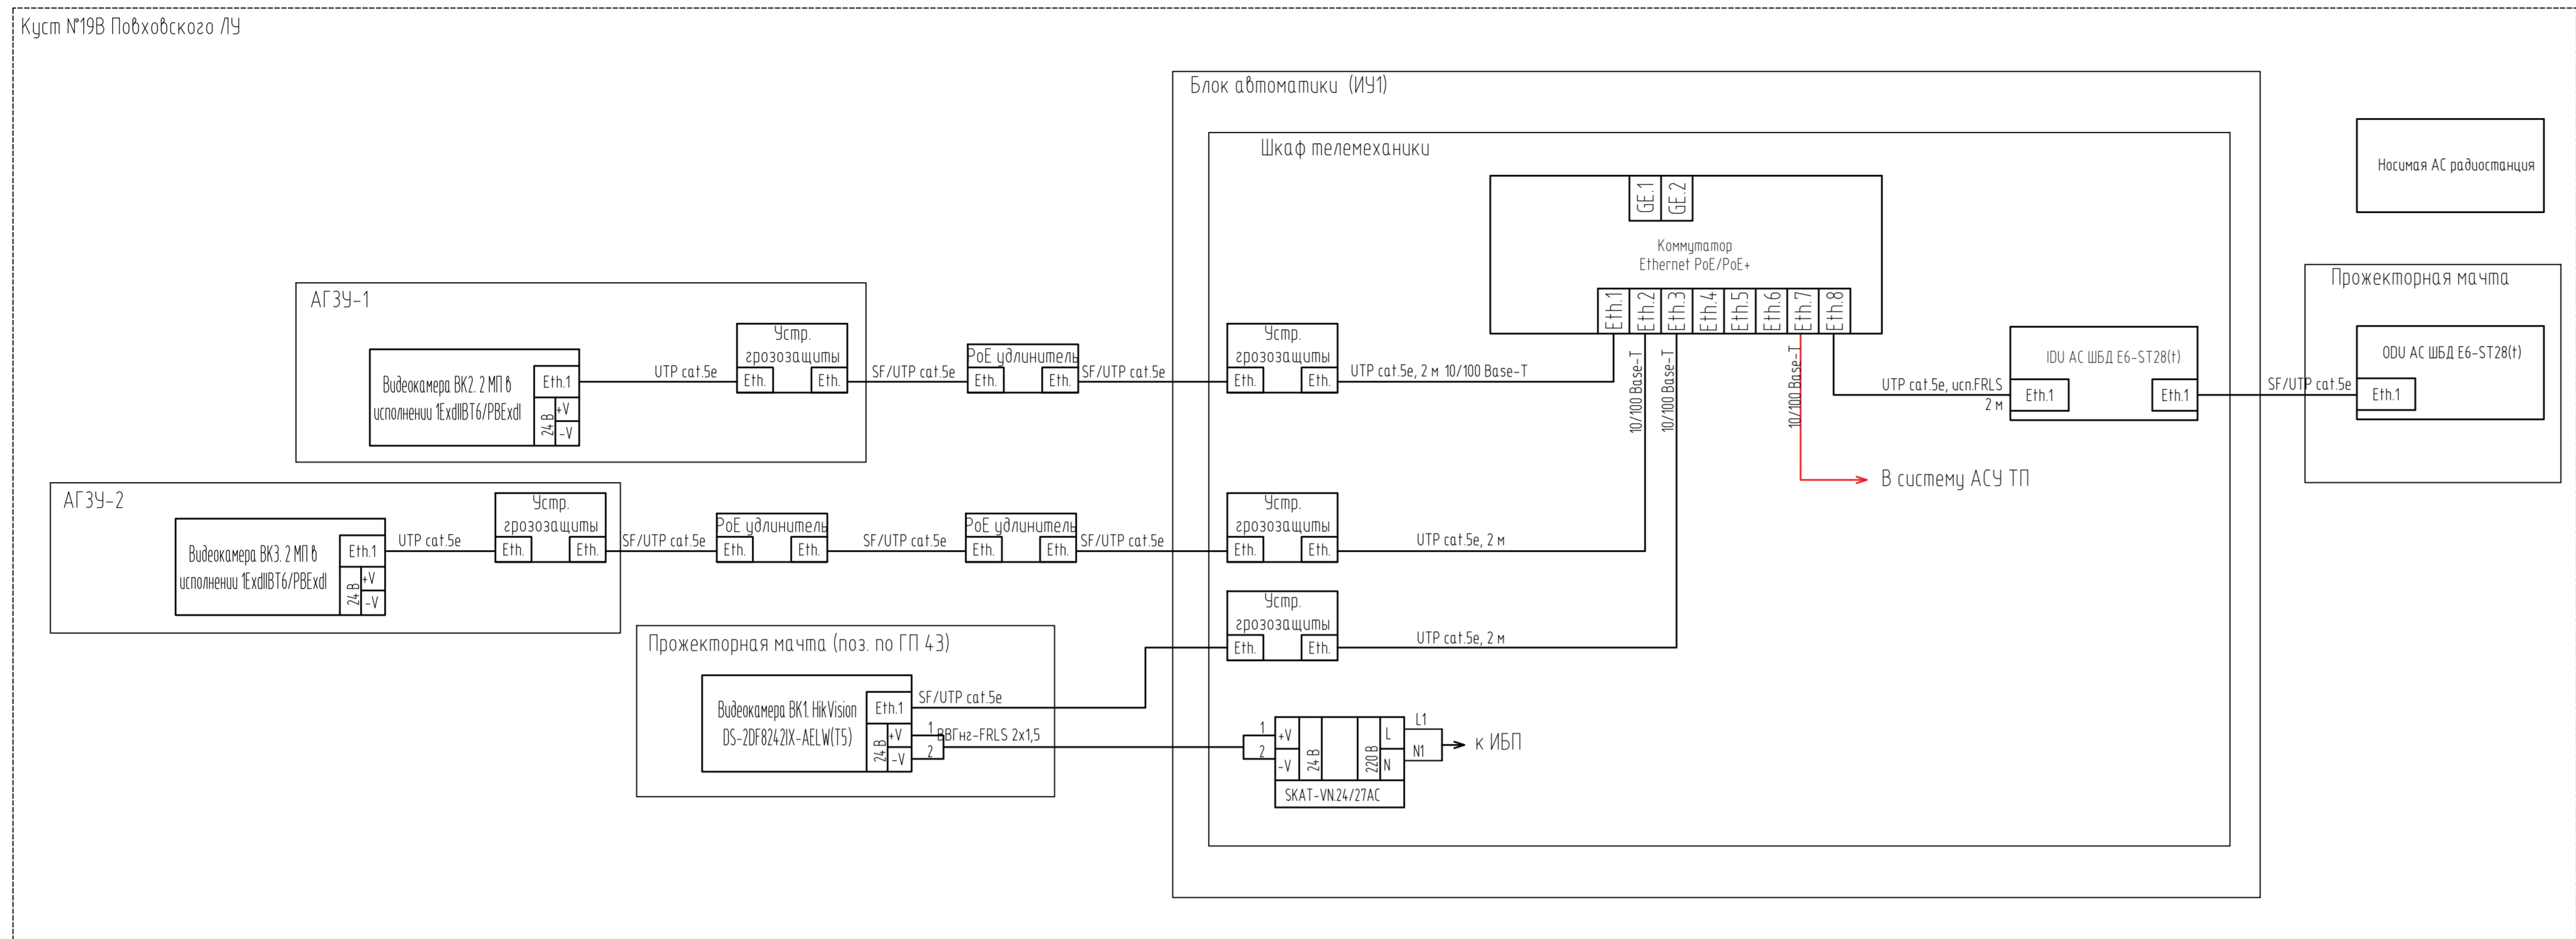 Куст №19В Повховского ЛУ
Блок автоматики (ИУ1)
Шкаф телемеханики
GE.1
GE.2
Коммутатор
Ethernet PoE/PoE+
Eth.1
Eth.2
Eth.3
Eth.4
Eth.5
Eth.6
Eth.7
Eth.8
Носимая АС радиостанция
Прожекторная мачта
ODU АС ШБД E6-ST28(t)
Eth.1
SF/UTP cat.5e
IDU АС ШБД E6-ST28(t)
Eth.1
Eth.1
UTP cat.5e, исп.FRLS
2 м
10/100 Base-T
10/100 Base-T
10/100 Base-T
В систему АСУ ТП
АГЗУ-1
Видеокамера ВК2. 2 МП в
исполнении 1ExdIIBT6/PBExdI
Eth.1
24 В
+V
-V
UTP cat.5e
Устр.
грозозащиты
Eth.
Eth.
SF/UTP cat.5e
PoE удлинитель
Eth.
Eth.
SF/UTP cat.5e
Устр.
грозозащиты
Eth.
Eth.
UTP cat.5e, 2 м 10/100 Base-T
АГЗУ-2
Видеокамера ВК3. 2 МП в
исполнении 1ExdIIBT6/PBExdI
Eth.1
24 В
+V
-V
UTP cat.5e
Устр.
грозозащиты
Eth.
Eth.
SF/UTP cat.5e
PoE удлинитель
Eth.
Eth.
SF/UTP cat.5e
PoE удлинитель
Eth.
Eth.
SF/UTP cat.5e
Устр.
грозозащиты
Eth.
Eth.
UTP cat.5e, 2 м
Устр.
грозозащиты
Eth.
Eth.
UTP cat.5e, 2 м
Прожекторная мачта (поз. по ГП 43)
Видеокамера ВК1. HikVision
DS-2DF8242IX-AELW(T5)
Eth.1
24 В
+V
-V
SF/UTP cat.5e
1
2
ВВГнг-FRLS 2x1,5
1
2
+V
-V
24 В
220 В
L
N
L1
N1
к ИБП
SKAT-VN.24/27AC